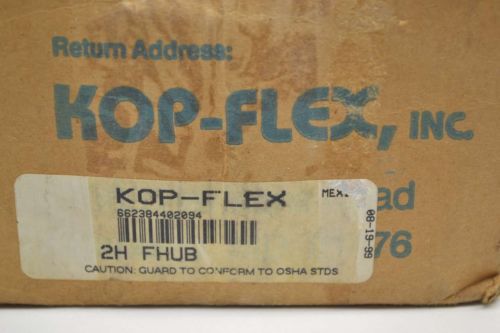 Return Address:
KOP-FLEX, INC.
KOP-FLEX
662384402094
2H FHUB
CAUTION: GUARD TO CONFORM TO OSHA STDS
08-19-99
ad
76